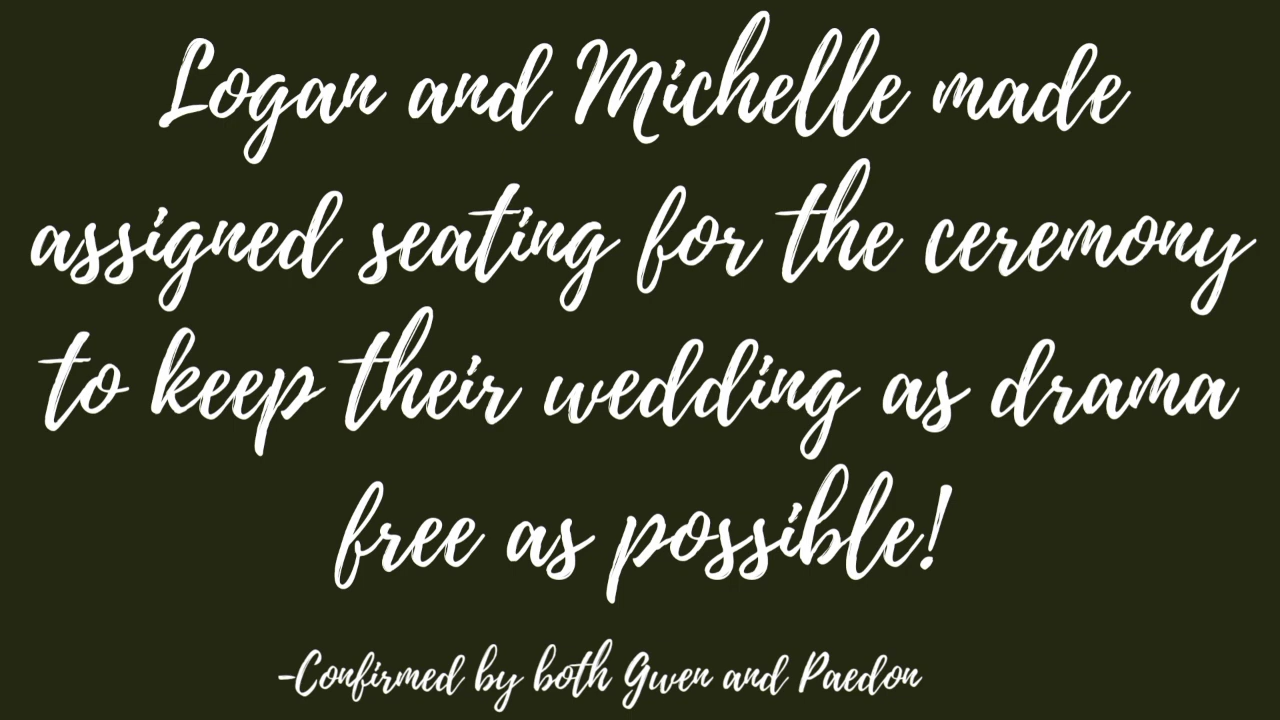 Logan and Michelle made
assigned seating for the ceremony
to keep their wedding as drama
free as possible!
-Confirmed by both Gwen and Paedon